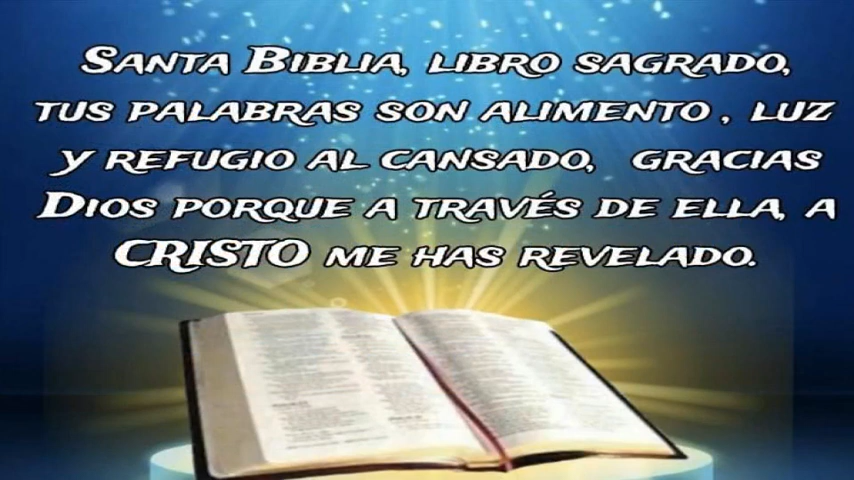 Santa Biblia, libro sagrado,
tus palabras son alimento , luz
y refugio al cansado, gracias
Dios porque a través de ella, a
CRISTO me has revelado.